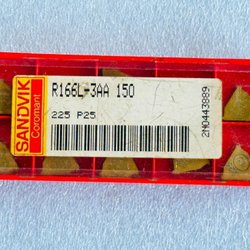 SANDVIK
Coromant
R166L-3AA 150
225 P25
2N0443889